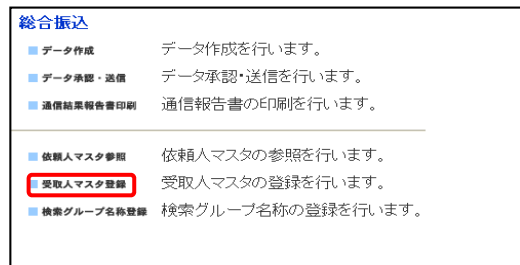 総合振込
データ作成 データ作成を行います。
データ承認・送信 データ承認・送信を行います。
通信結果報告書印刷 通信報告書の印刷を行います。
依頼人マスタ参照 依頼人マスタの参照を行います。
受取人マスタ登録 受取人マスタの登録を行います。
検索グループ名称登録 検索グループ名称の登録を行います。